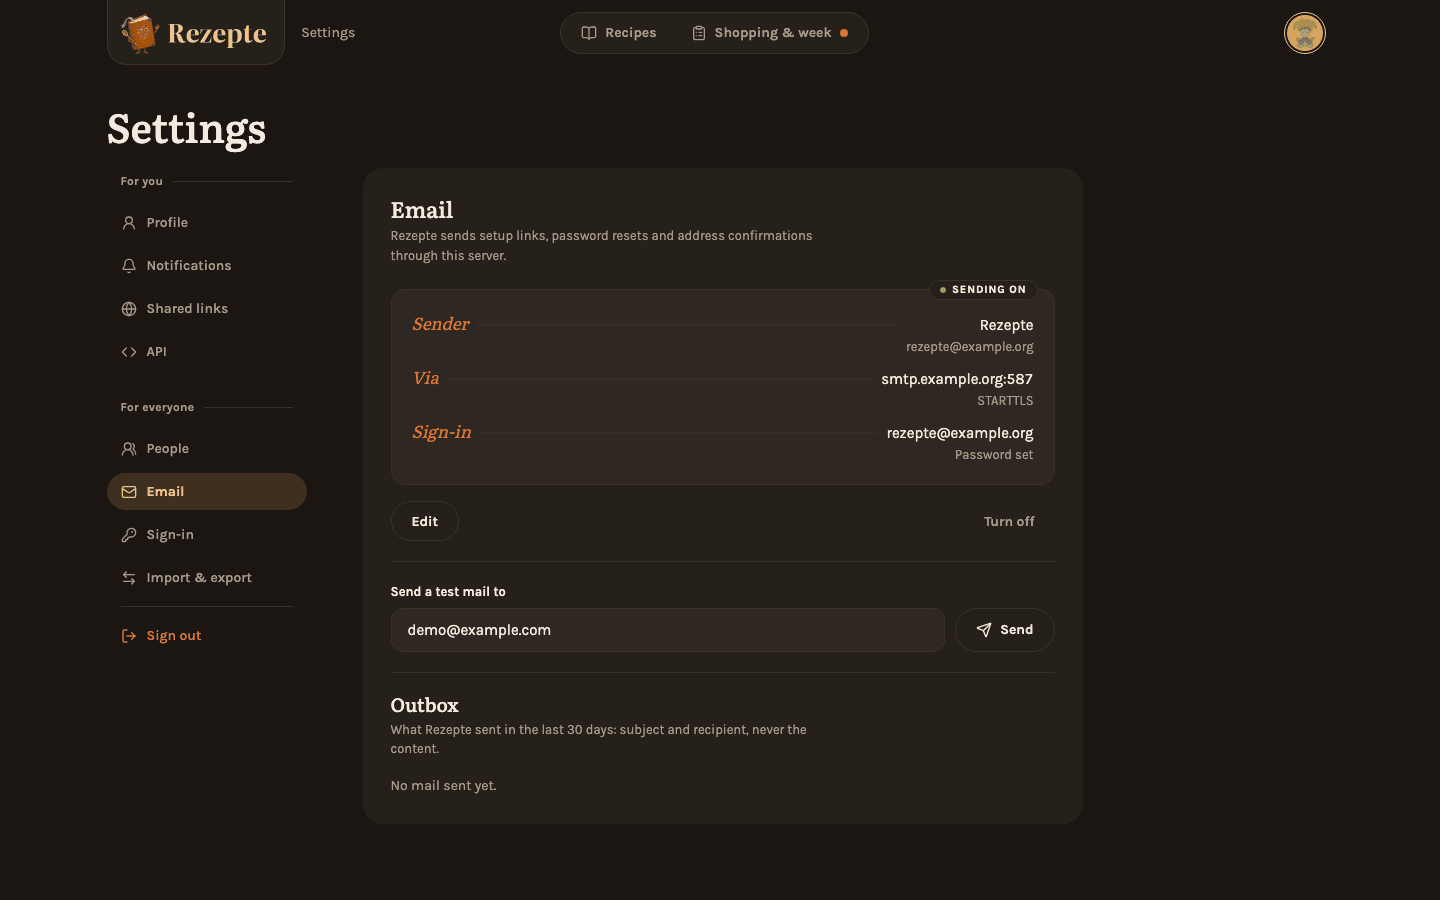 Rezepte
Settings
Recipes
Shopping & week
Settings
For you
Profile
Notifications
Shared links
API
For everyone
People
Email
Sign-in
Import & export
Sign out
Email
Rezepte sends setup links, password resets and address confirmations
through this server.
SENDING ON
Sender
Rezepte
rezepte@example.org
Via
smtp.example.org:587
STARTTLS
Sign-in
rezepte@example.org
Password set
Edit
Turn off
Send a test mail to
demo@example.com
Send
Outbox
What Rezepte sent in the last 30 days: subject and recipient, never the
content.
No mail sent yet.